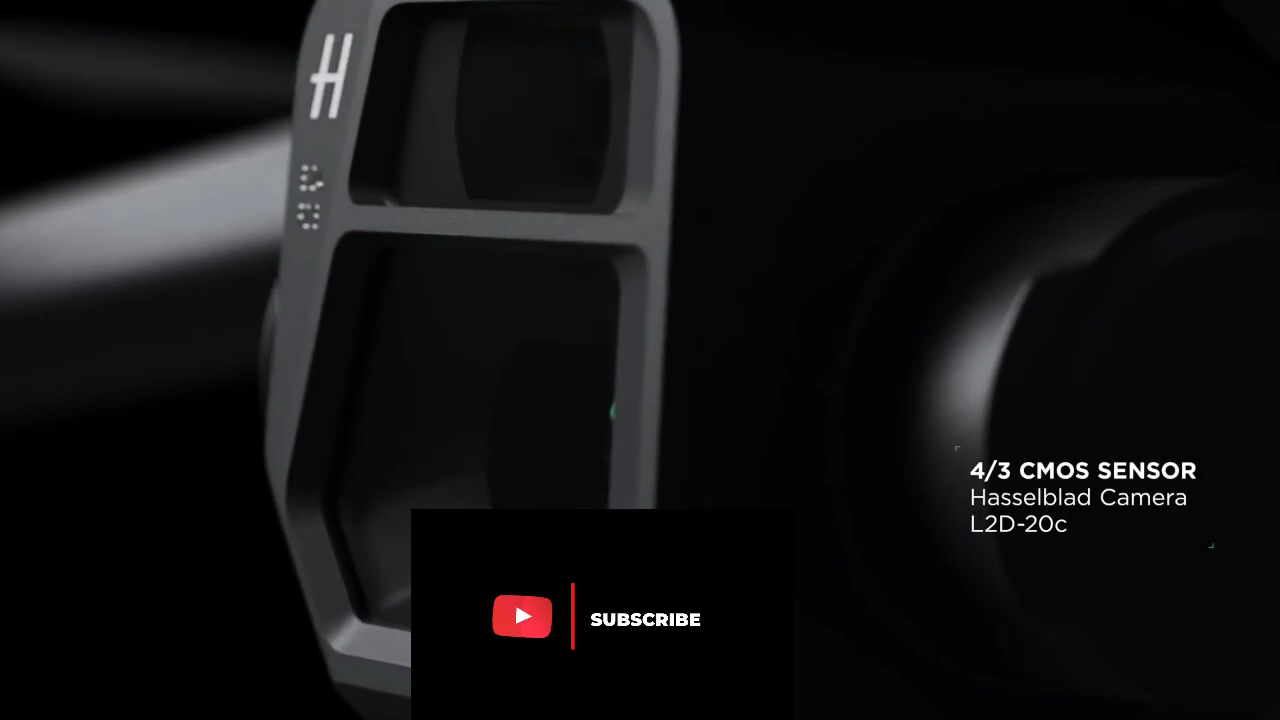 H
4/3 CMOS SENSOR
Hasselblad Camera
L2D-20c
SUBSCRIBE